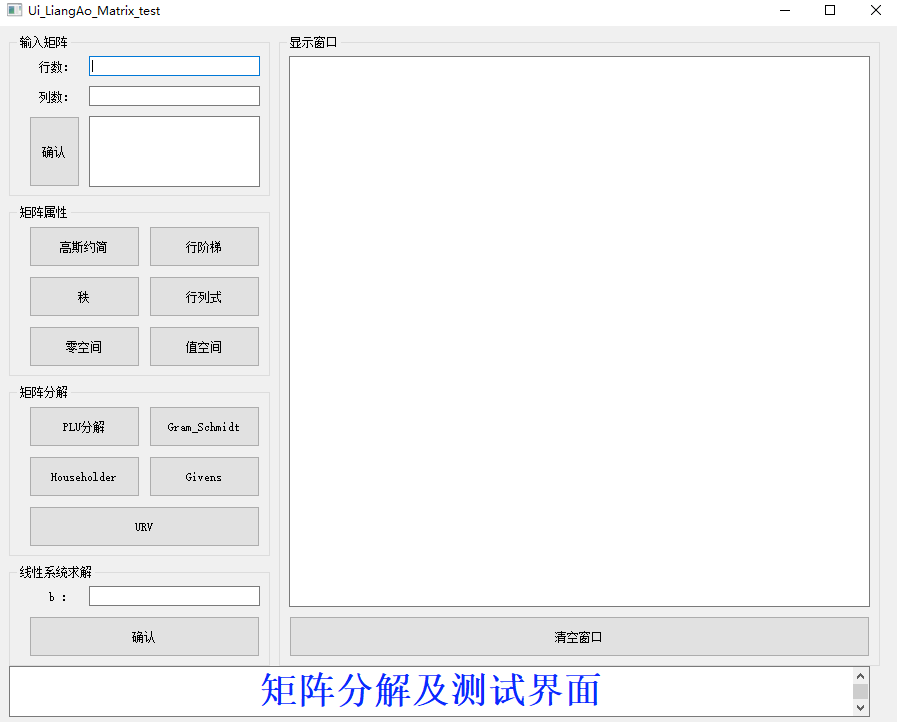 Ui_LiangAo_Matrix_test
输入矩阵
行数：
列数：
确认
矩阵属性
高斯约简 行阶梯
秩 行列式
零空间 值空间
矩阵分解
PLU分解 Gram_Schmidt
Householder Givens
URV
线性系统求解
b ：
确认
显示窗口
清空窗口
矩阵分解及测试界面